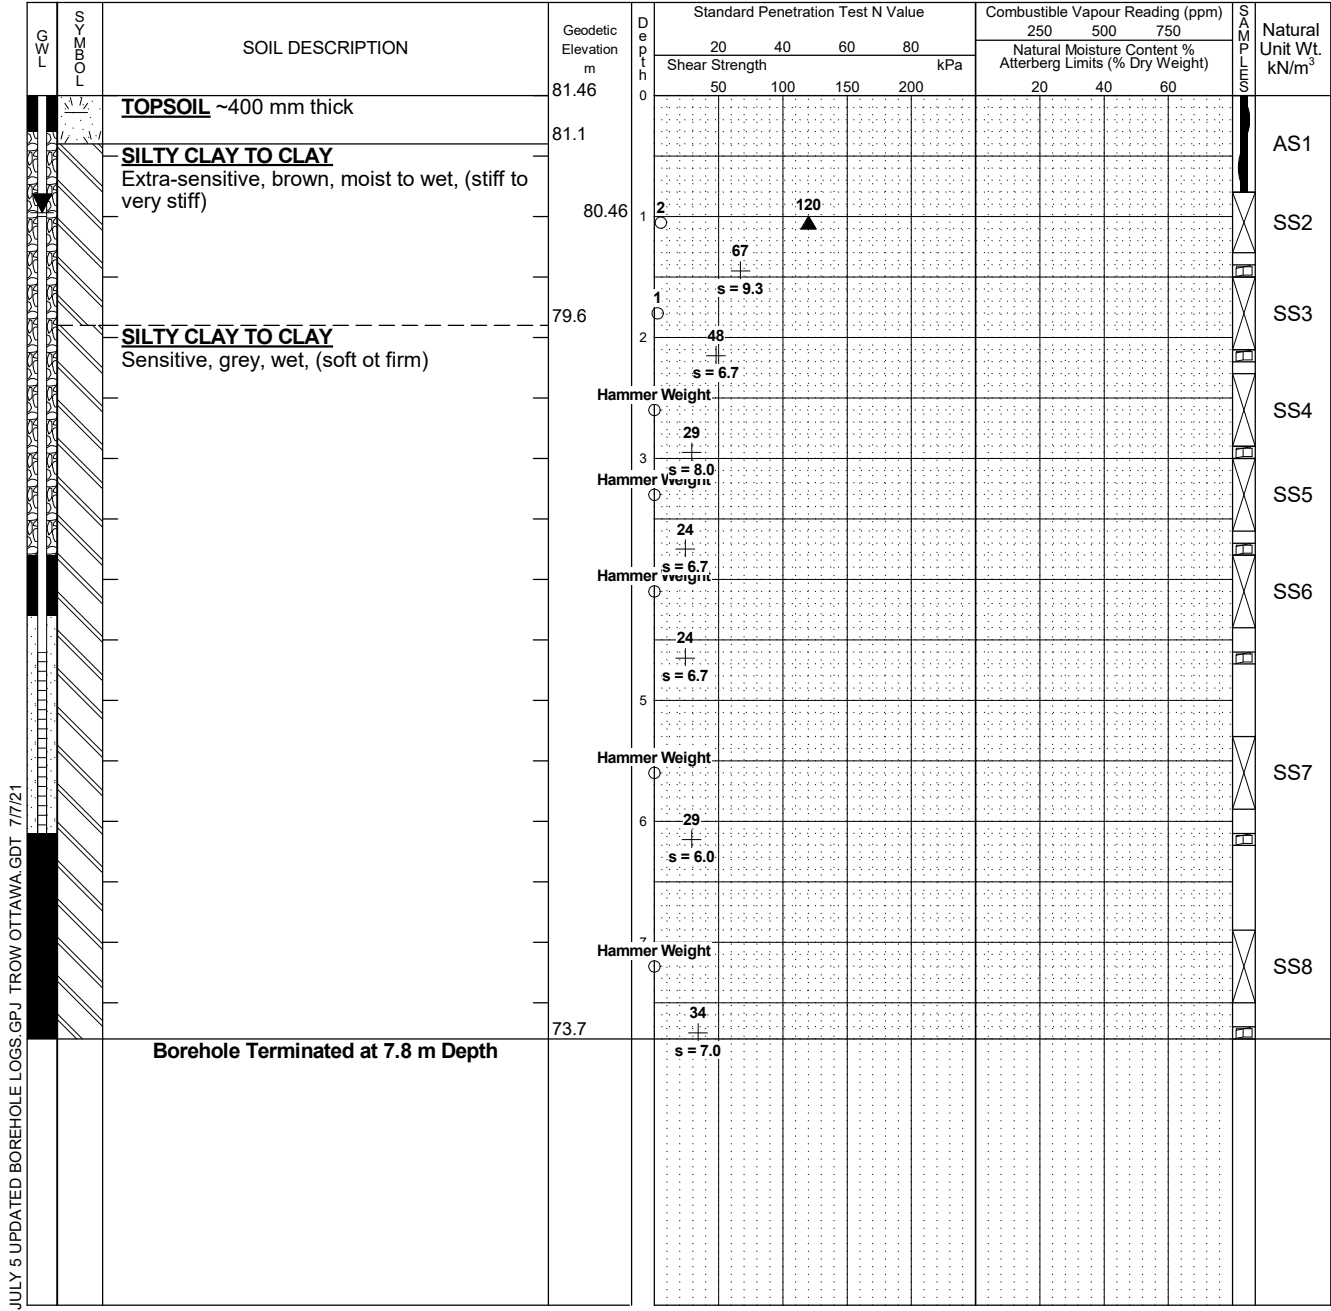 GWL
SYMBOL
SOIL DESCRIPTION
Geodetic
Elevation
m
Depth
Standard Penetration Test N Value
20 40 60 80
Shear Strength kPa
50 100 150 200
Combustible Vapour Reading (ppm)
250 500 750
Natural Moisture Content %
Atterberg Limits (% Dry Weight)
20 40 60
SAMPLES
Natural
Unit Wt.
kN/m³
81.46
0
TOPSOIL ~400 mm thick
81.1
AS1
SILTY CLAY TO CLAY
Extra-sensitive, brown, moist to wet, (stiff to
very stiff)
80.46
1
2
120
SS2
67
s = 9.3
1
79.6
SS3
SILTY CLAY TO CLAY
Sensitive, grey, wet, (soft ot firm)
2
48
s = 6.7
Hammer Weight
SS4
29
3
s = 8.0
Hammer Weight
SS5
24
s = 6.7
Hammer Weight
SS6
24
s = 6.7
5
Hammer Weight
SS7
6
29
s = 6.0
7
Hammer Weight
SS8
34
73.7
s = 7.0
Borehole Terminated at 7.8 m Depth
JULY 5 UPDATED BOREHOLE LOGS.GPJ TROW OTTAWA.GDT 7/7/21